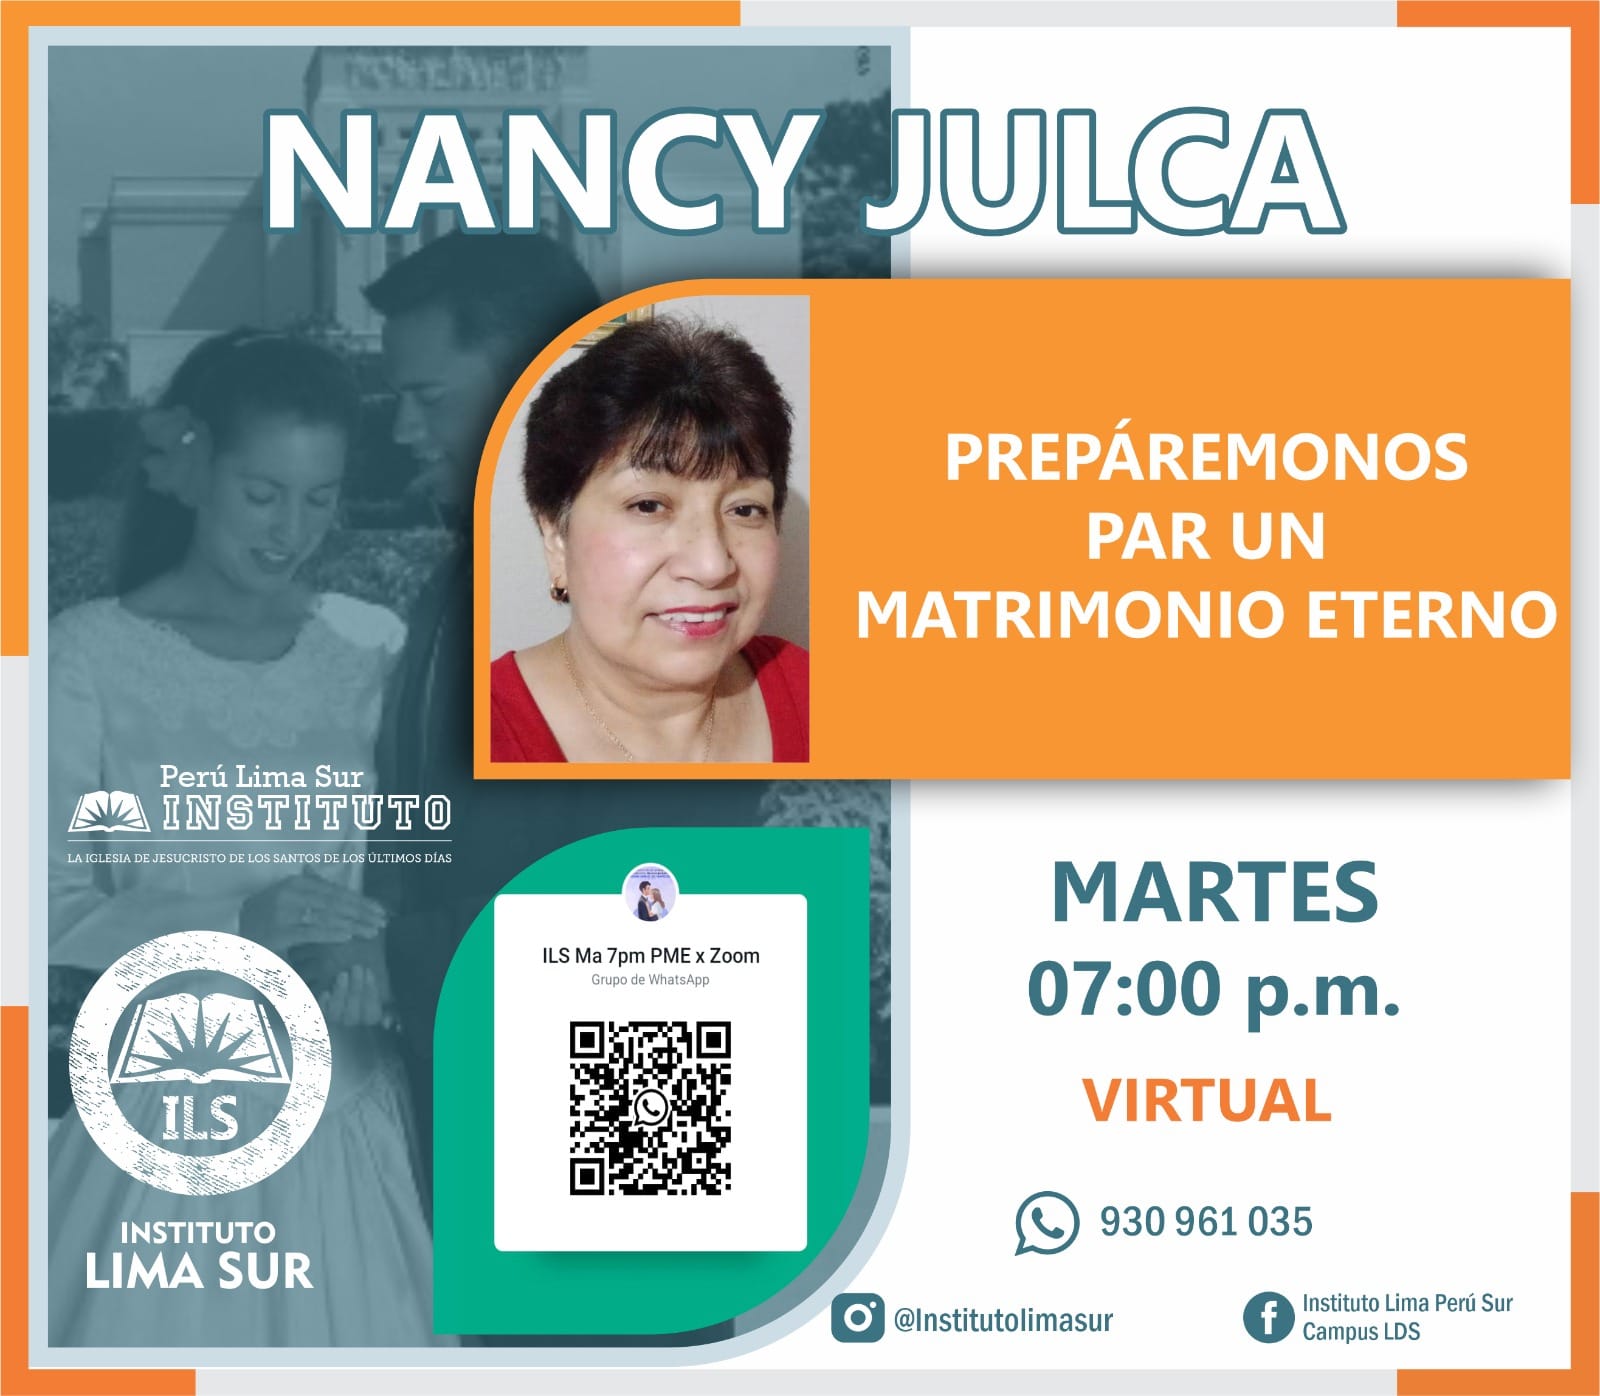 NANCY JULCA
PREPÁREMONOS
PAR UN
MATRIMONIO ETERNO
Perú Lima Sur
INSTITUTO
LA IGLESIA DE JESUCRISTO DE LOS SANTOS DE LOS ÚLTIMOS DÍAS
ILS
INSTITUTO
LIMA SUR
ILS Ma 7pm PME x Zoom
Grupo de WhatsApp
MARTES
07:00 p.m.
VIRTUAL
930 961 035
@Institutolimasur
Instituto Lima Perú Sur
Campus LDS